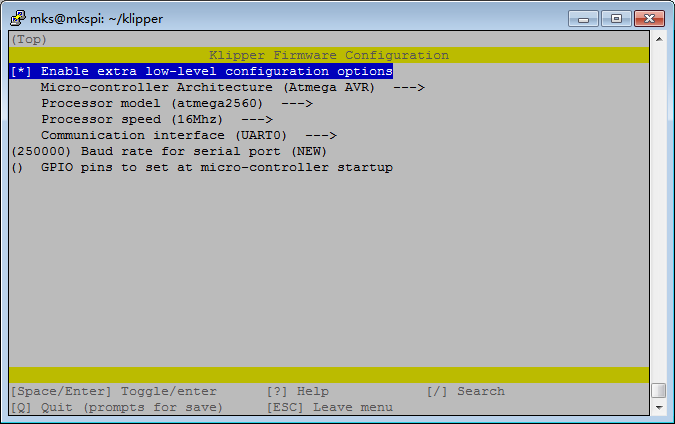 mks@mkspi: ~/klipper
(Top)
Klipper Firmware Configuration
[*] Enable extra low-level configuration options
Micro-controller Architecture (Atmega AVR)  --->
Processor model (atmega2560)  --->
Processor speed (16Mhz)  --->
Communication interface (UART0)  --->
(250000) Baud rate for serial port (NEW)
()  GPIO pins to set at micro-controller startup
[Space/Enter] Toggle/enter [?] Help [/] Search
[Q] Quit (prompts for save) [ESC] Leave menu